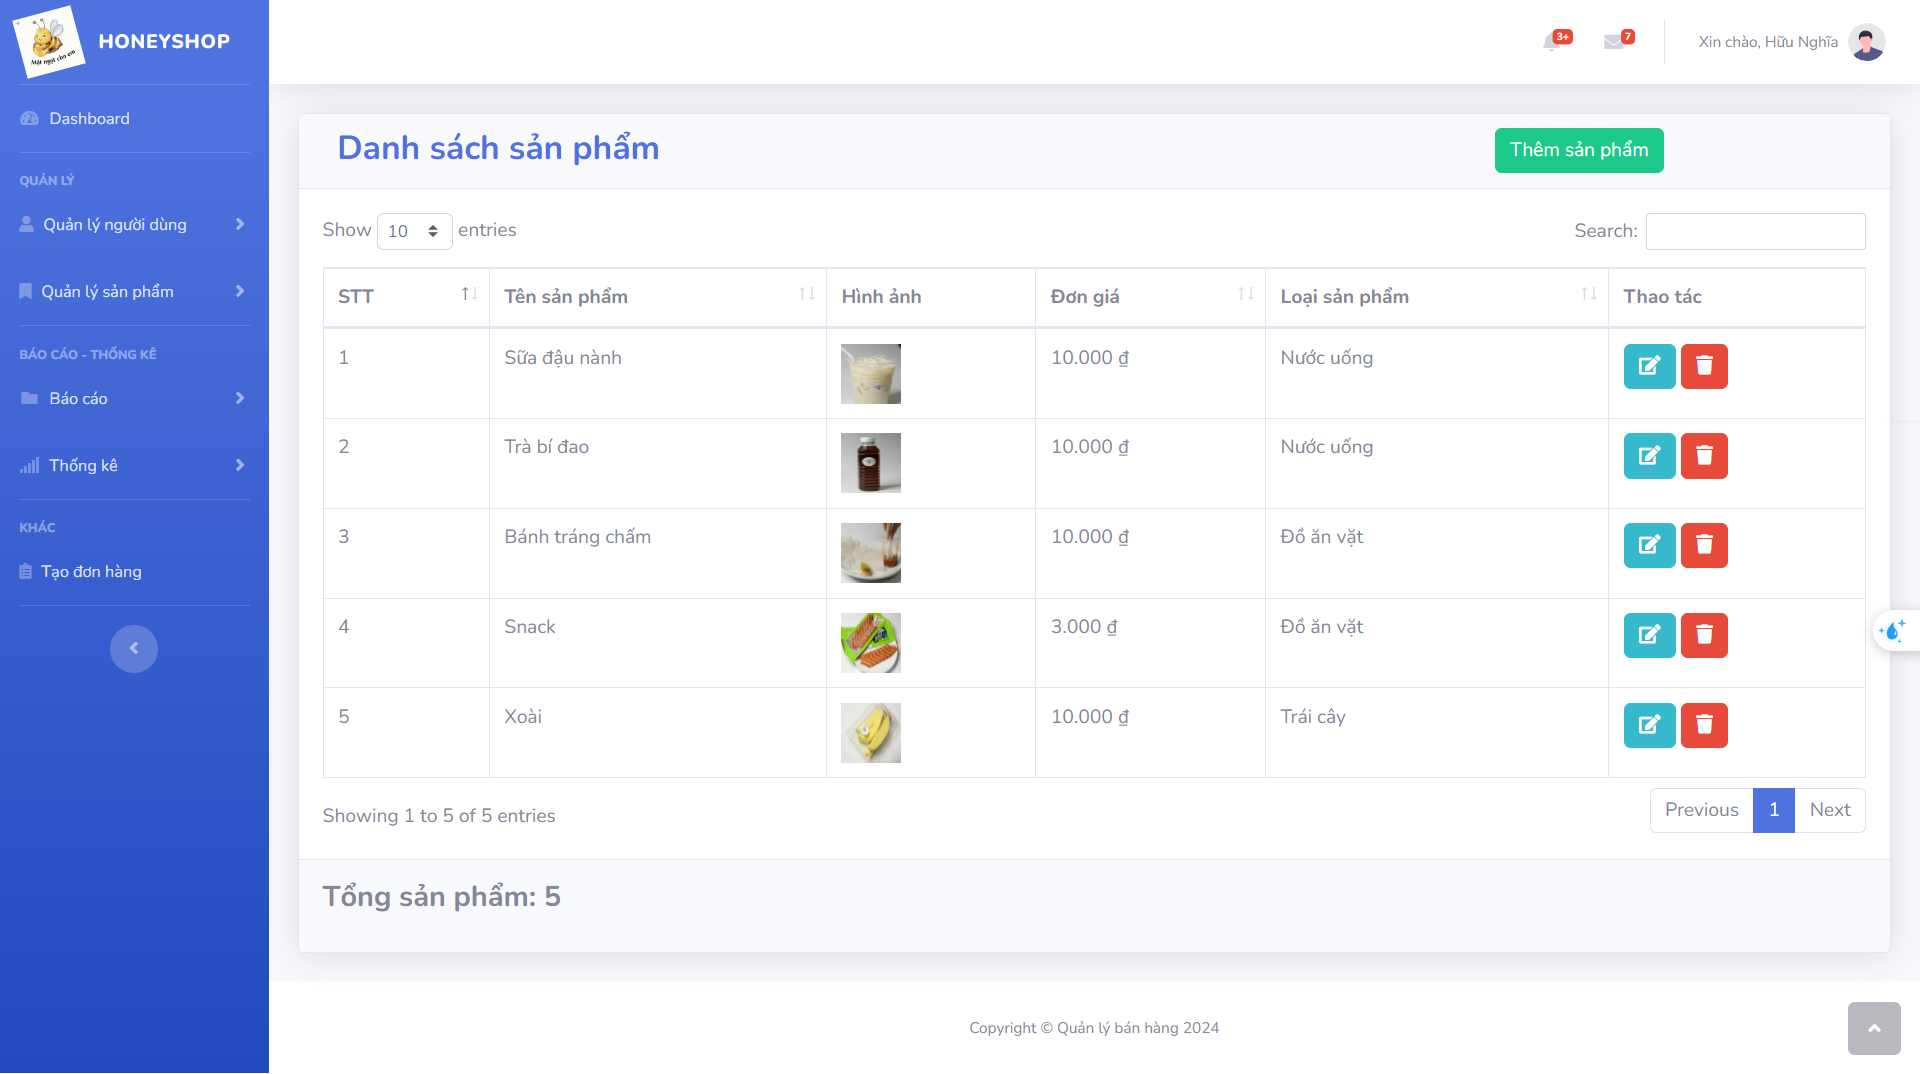 Mật ngọt cho em
HONEYSHOP
3+
7
Xin chào, Hữu Nghĩa
Dashboard
QUẢN LÝ
Quản lý người dùng
Quản lý sản phẩm
BÁO CÁO - THỐNG KÊ
Báo cáo
Thống kê
KHÁC
Tạo đơn hàng
Danh sách sản phẩm
Thêm sản phẩm
Show 10 entries
Search:
STT Tên sản phẩm Hình ảnh Đơn giá Loại sản phẩm Thao tác
1 Sữa đậu nành 10.000 ₫ Nước uống
2 Trà bí đao 10.000 ₫ Nước uống
3 Bánh tráng chấm 10.000 ₫ Đồ ăn vặt
4 Snack 3.000 ₫ Đồ ăn vặt
5 Xoài 10.000 ₫ Trái cây
Showing 1 to 5 of 5 entries
Previous 1 Next
Tổng sản phẩm: 5
Copyright © Quản lý bán hàng 2024